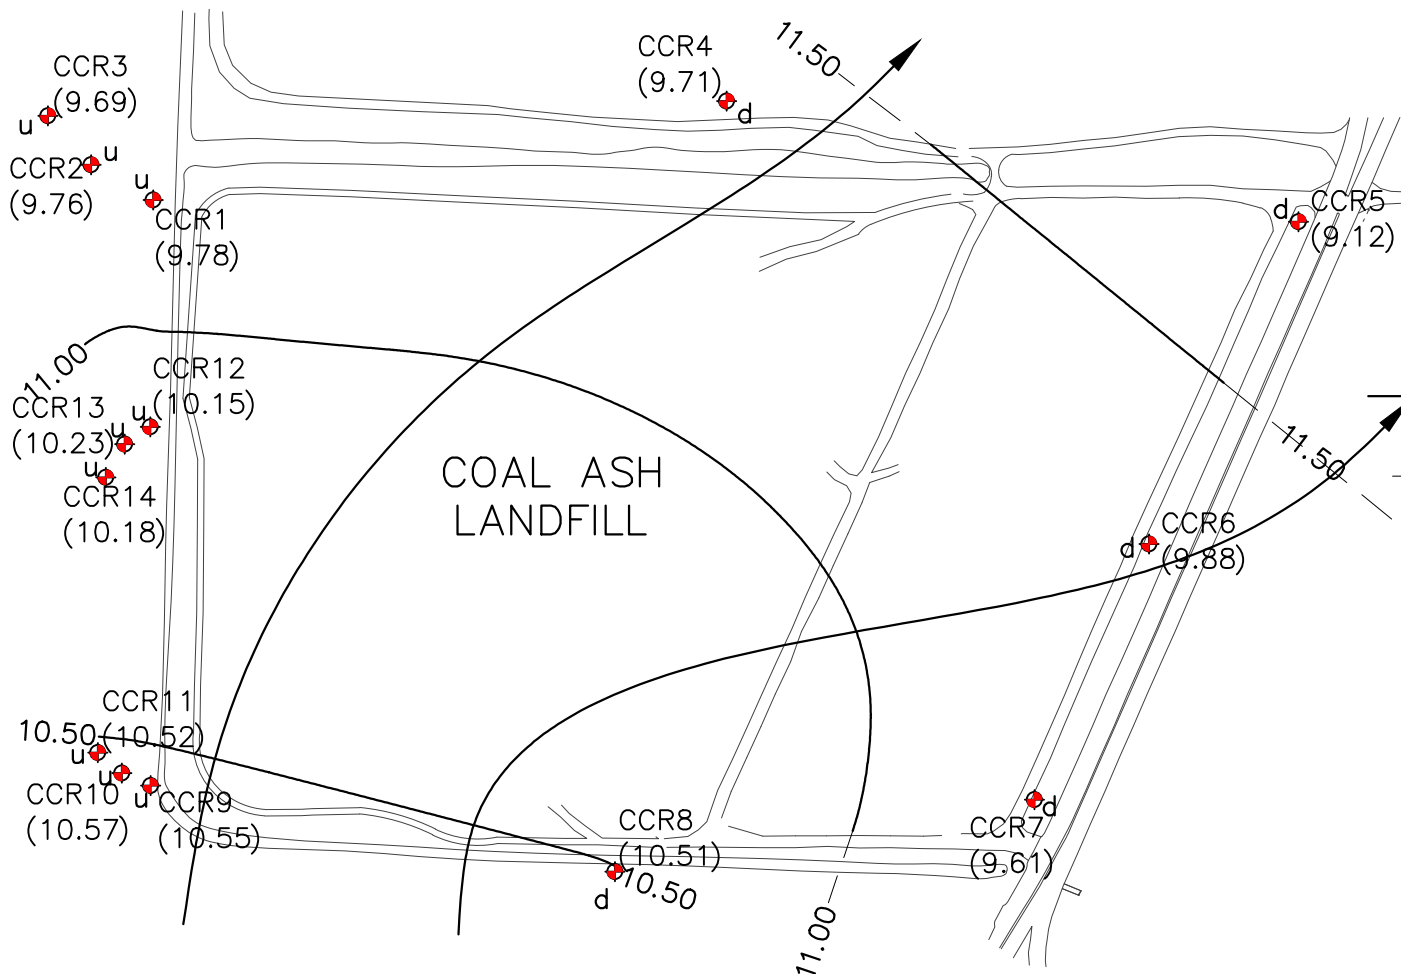 11.50
CCR4
(9.71)
d
CCR3
(9.69)
u
u
CCR2
(9.76)
u
CCR1
(9.78)
d
CCR5
(9.12)
11.00
CCR12
(10.15)
u
CCR13
(10.23)
u
u
CCR14
(10.18)
COAL ASH
LANDFILL
11.50
CCR6
(9.88)
d
CCR11
(10.52)
10.50
u
u
CCR10
(10.57)
u
CCR9
(10.55)
CCR8
(10.51)
10.50
d
d
CCR7
(9.61)
11.00